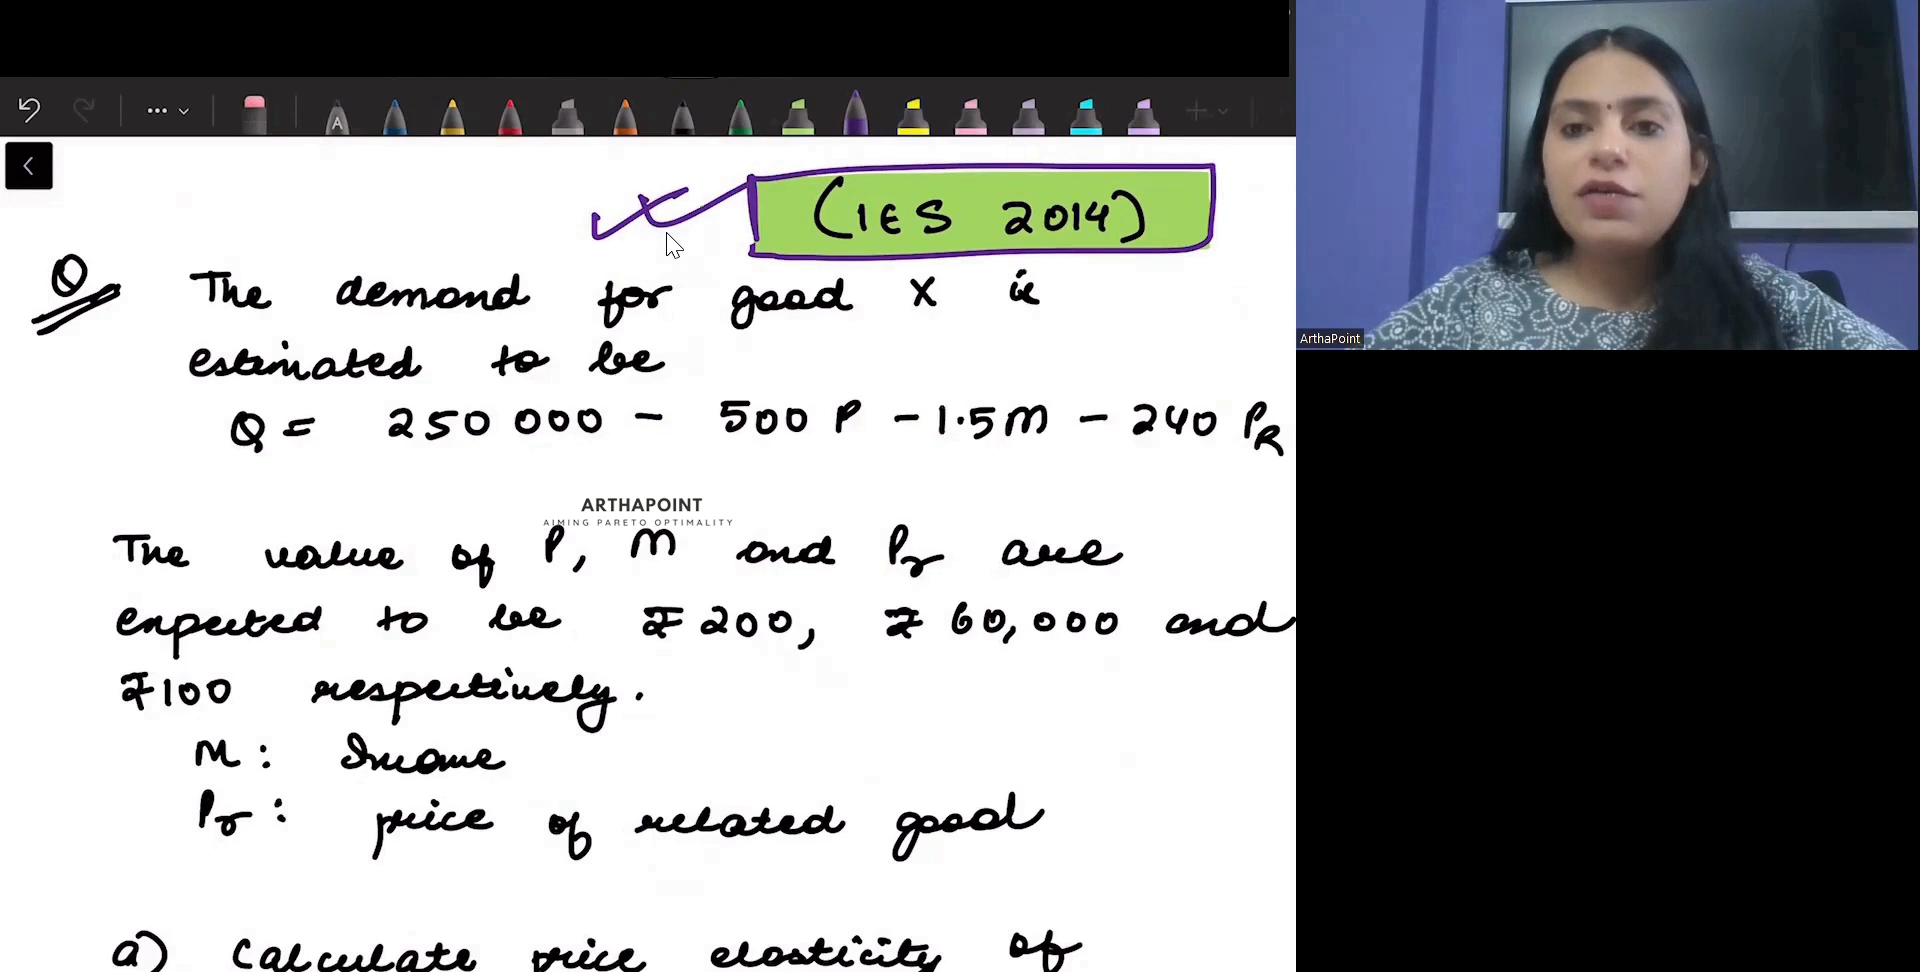 (IES 2014)
Q The demand for good X is
estimated to be
Q = 250 000 - 500 P - 1.5M - 240 PR
ARTHAPOINT
AIMING PARETO OPTIMALITY
The value of P, M and Pr are
expected to be ₹200, ₹60,000 and
₹100 respectively.
M: Income
Pr: price of related good
a) Calculate price elasticity of
ArthaPoint